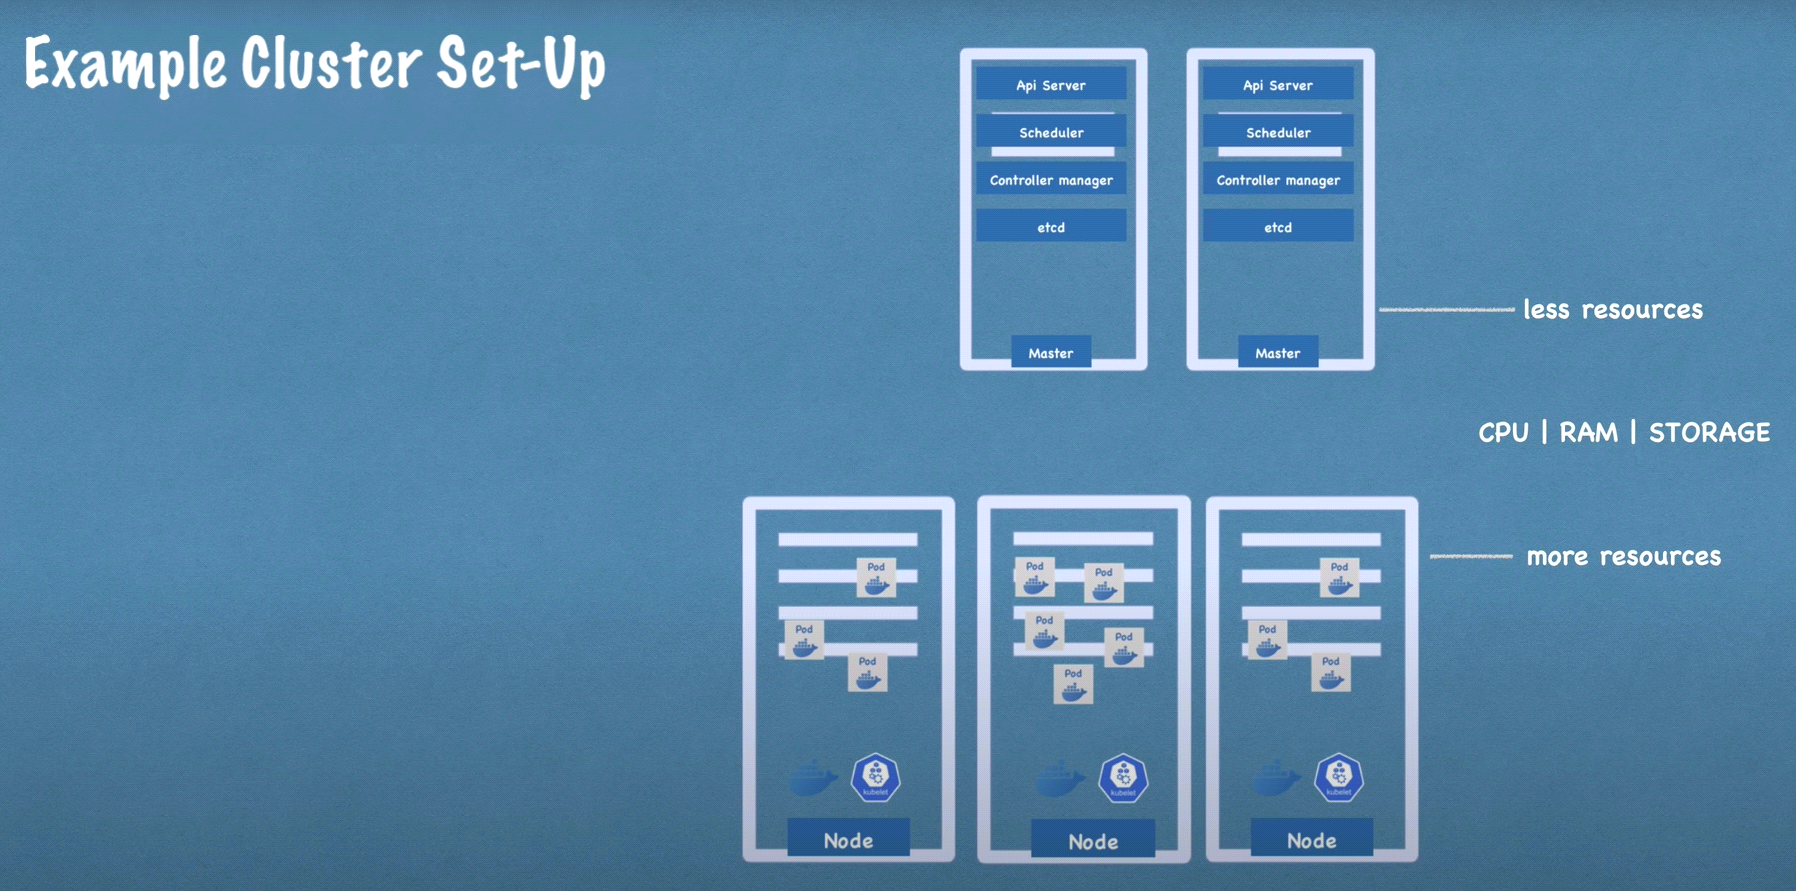 Example Cluster Set-Up
Api Server
Scheduler
Controller manager
etcd
Master
Api Server
Scheduler
Controller manager
etcd
Master
less resources
CPU | RAM | STORAGE
more resources
Pod
Pod
Pod
kubelet
Node
Pod
Pod
Pod
Pod
Pod
kubelet
Node
Pod
Pod
Pod
kubelet
Node